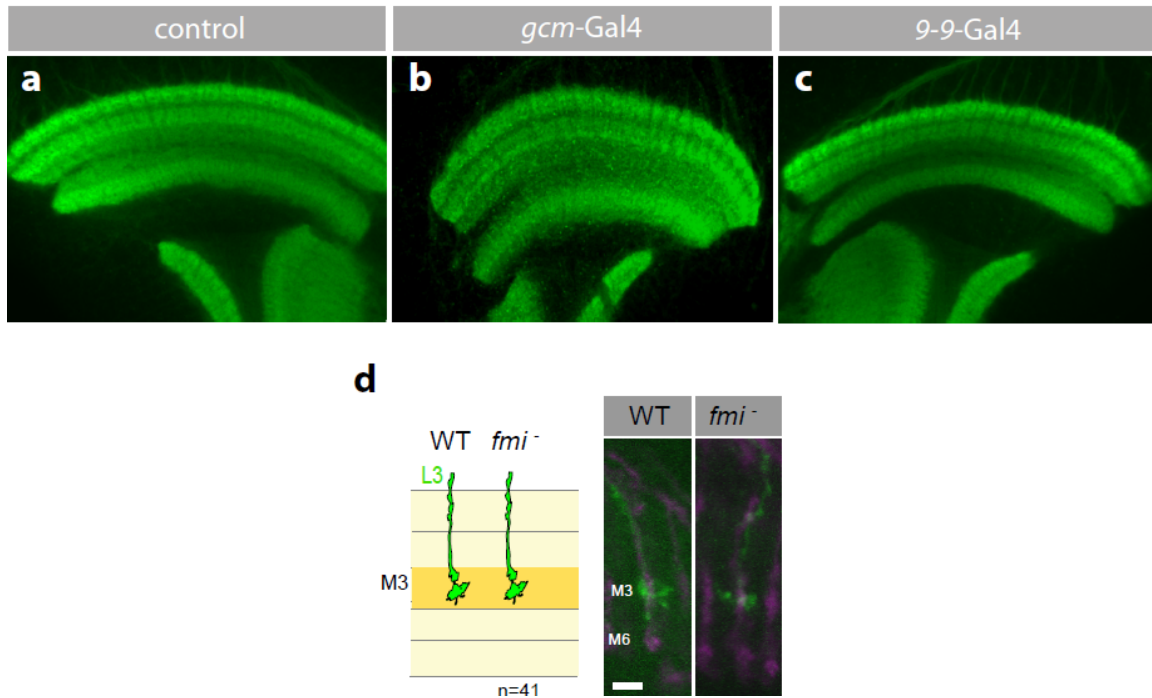 control
gcm-Gal4
9-9-Gal4
a
b
c
d
WT fmi -
L3
M3
n=41
WT
fmi -
M3
M6